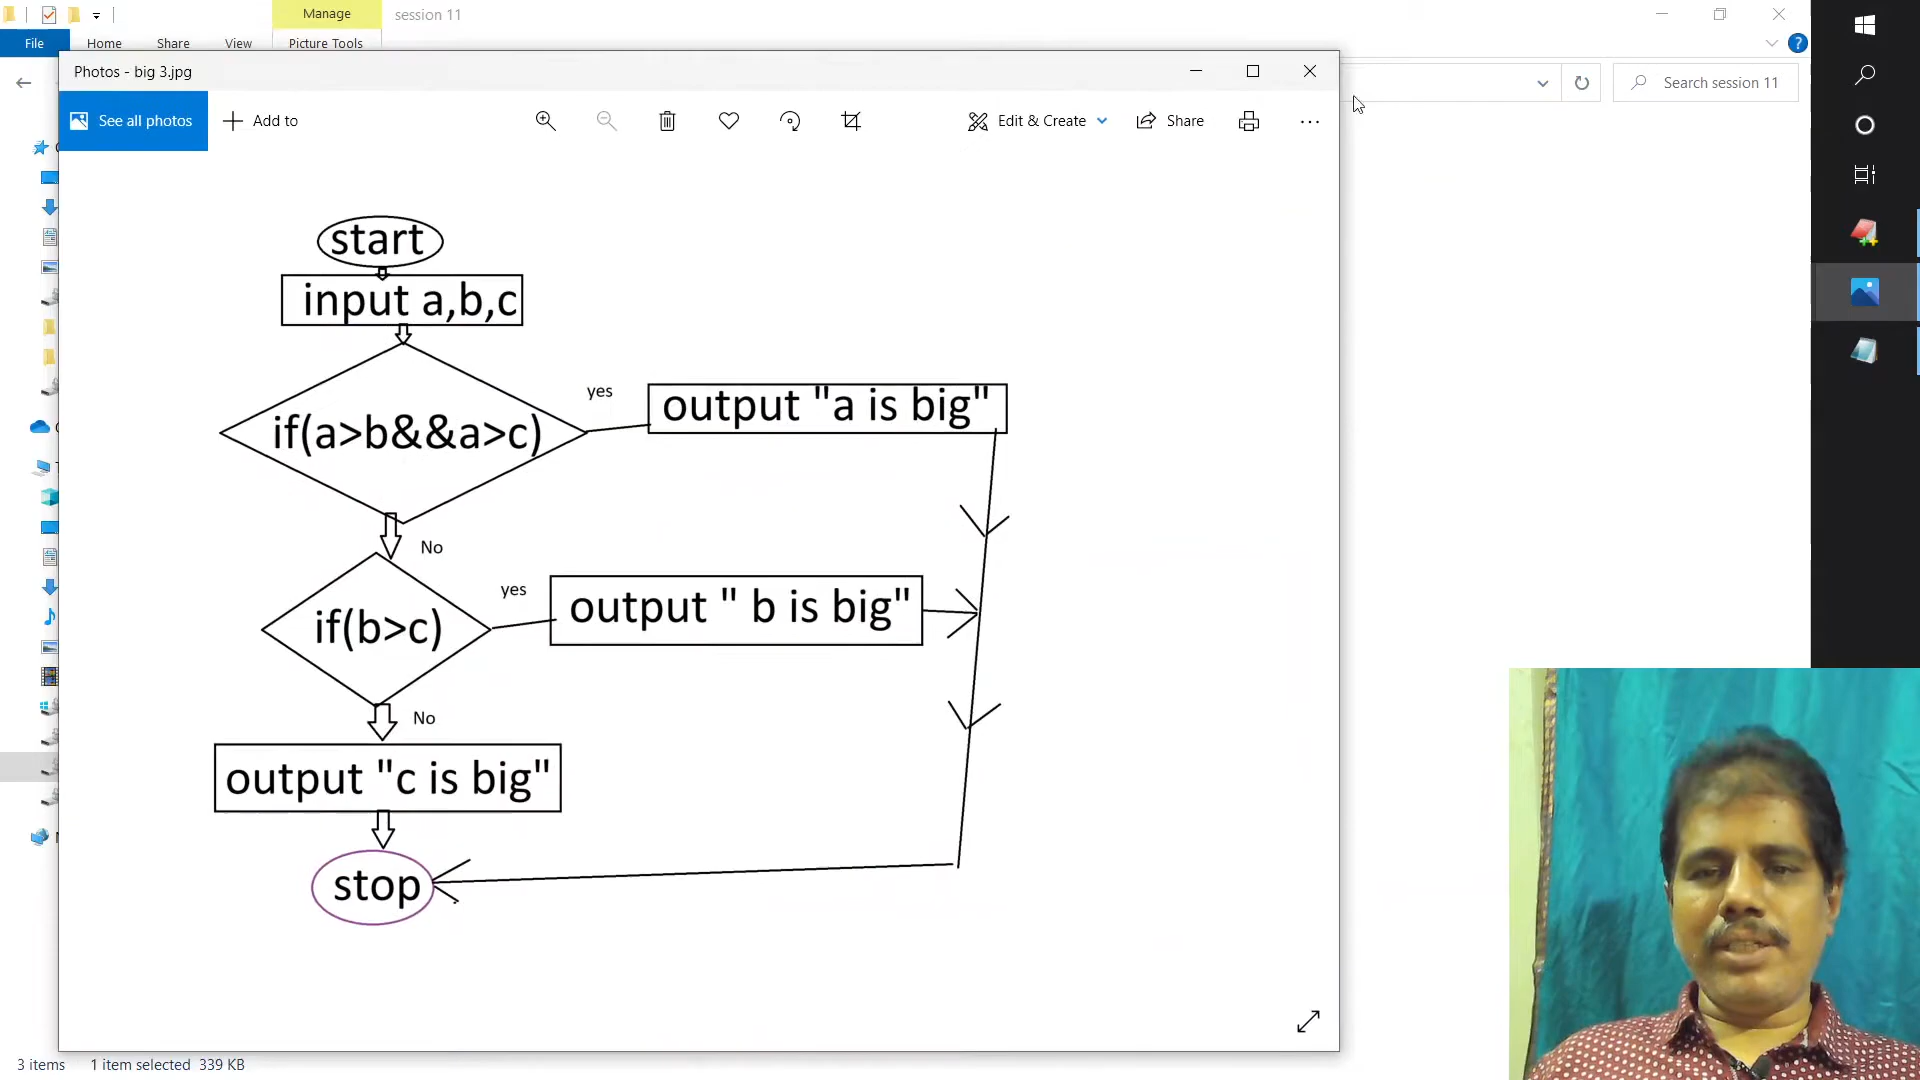 Manage
session 11
File
Home
Share
View
Picture Tools
Photos - big 3.jpg
Search session 11
See all photos
Add to
Edit & Create
Share
start
input a,b,c
yes
output "a is big"
if(a>b&&a>c)
No
yes
output " b is big"
if(b>c)
No
output "c is big"
stop
3 items
1 item selected 339 KB